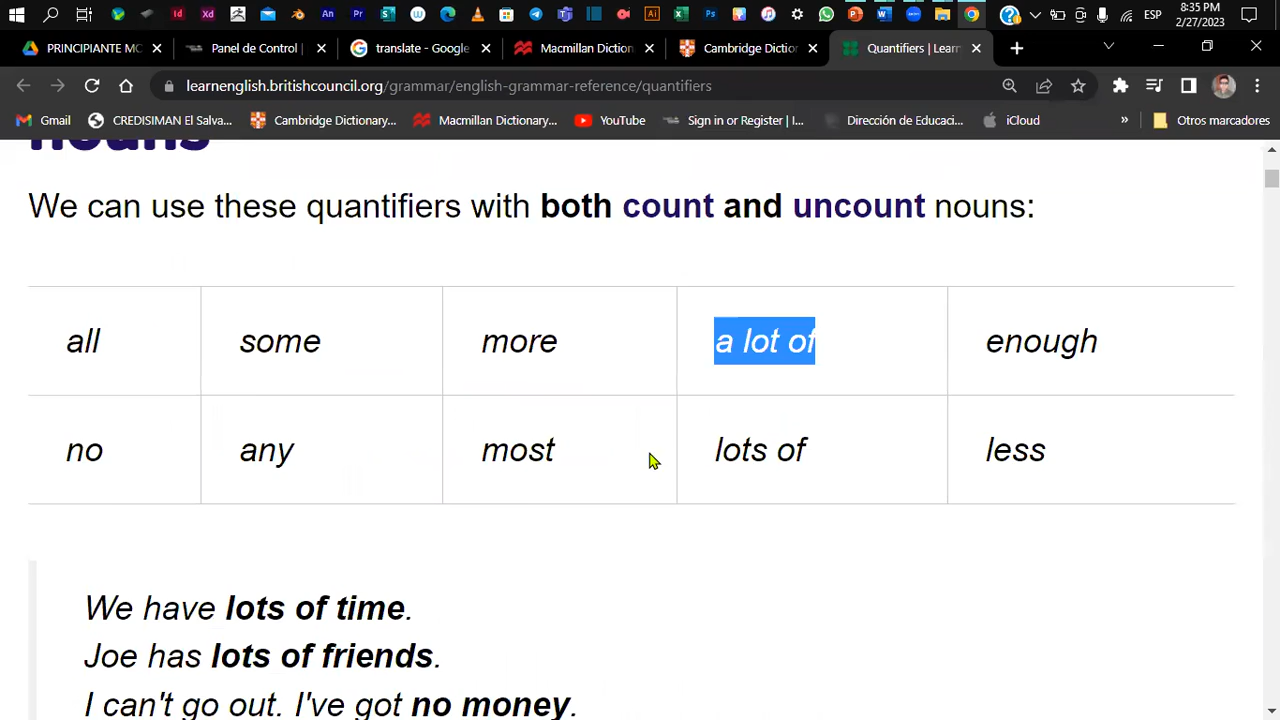 ESP
8:35 p. m.
2/27/2023
PRINCIPIANTE MC
Panel de Control |
translate - Google
Macmillan Diction
Cambridge Dictio
Quantifiers | Learn
learnenglish.britishcouncil.org/grammar/english-grammar-reference/quantifiers
Gmail
CREDISIMAN El Salva...
Cambridge Dictionary...
Macmillan Dictionary...
YouTube
Sign in or Register | I...
Dirección de Educaci...
iCloud
»
Otros marcadores
nouns
We can use these quantifiers with both count and uncount nouns:
all some more a lot of enough
no any most lots of less
We have lots of time.
Joe has lots of friends.
I can't go out. I've got no money.